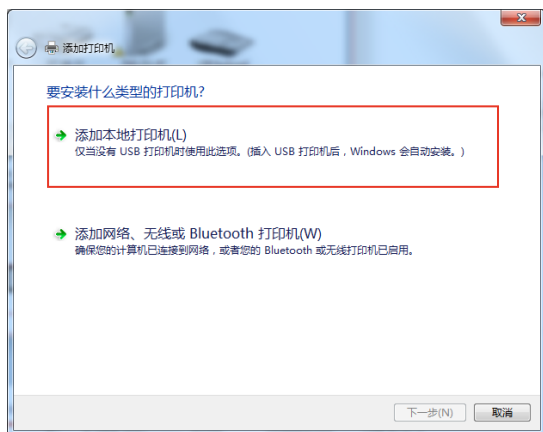 添加打印机
要安装什么类型的打印机?
添加本地打印机(L)
仅当没有 USB 打印机时使用此选项。(插入 USB 打印机后，Windows 会自动安装。)
添加网络、无线或 Bluetooth 打印机(W)
确保您的计算机已连接到网络，或者您的 Bluetooth 或无线打印机已启用。
下一步(N) 取消